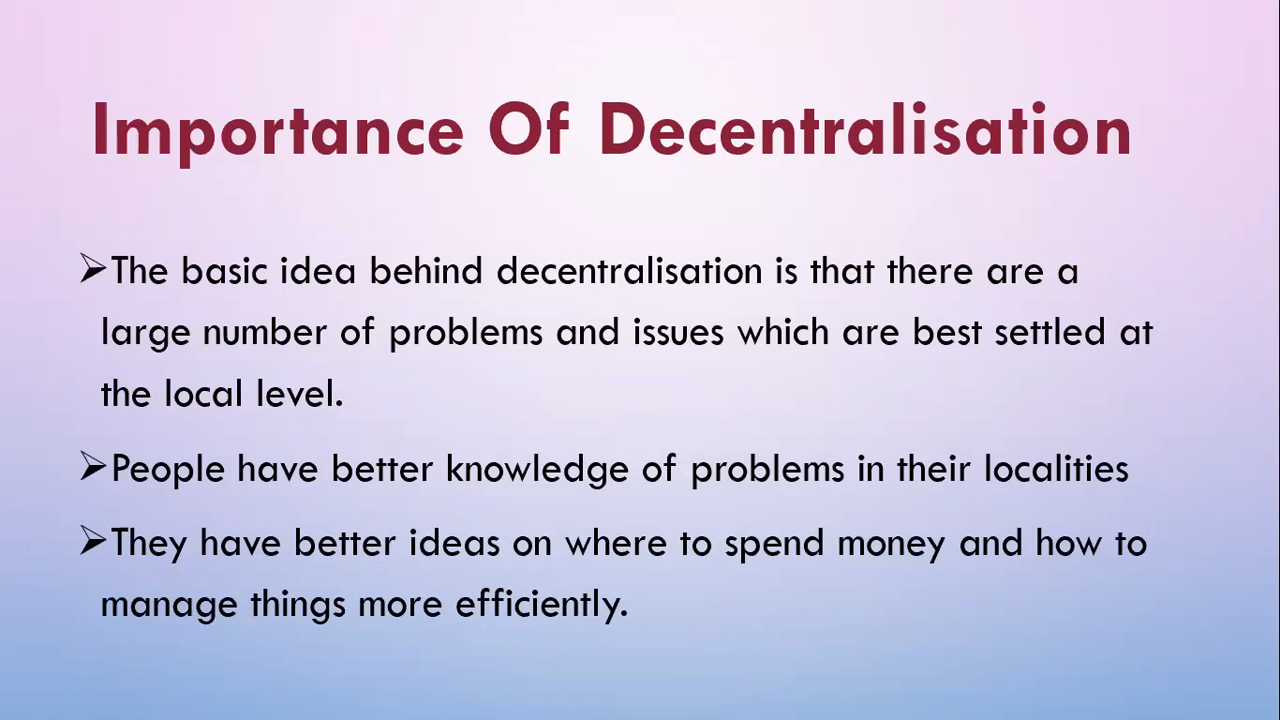 Importance Of Decentralisation
➢The basic idea behind decentralisation is that there are a
large number of problems and issues which are best settled at
the local level.
➢People have better knowledge of problems in their localities
➢They have better ideas on where to spend money and how to
manage things more efficiently.